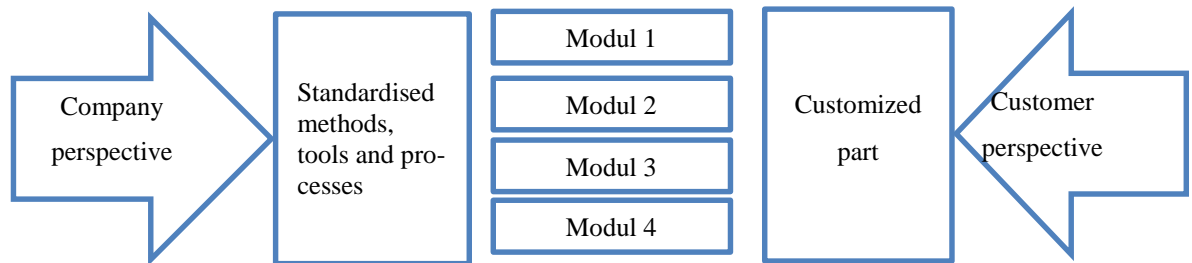 Company
perspective
Standardised
methods,
tools and pro-
cesses
Modul 1
Modul 2
Modul 3
Modul 4
Customized
part
Customer
perspective